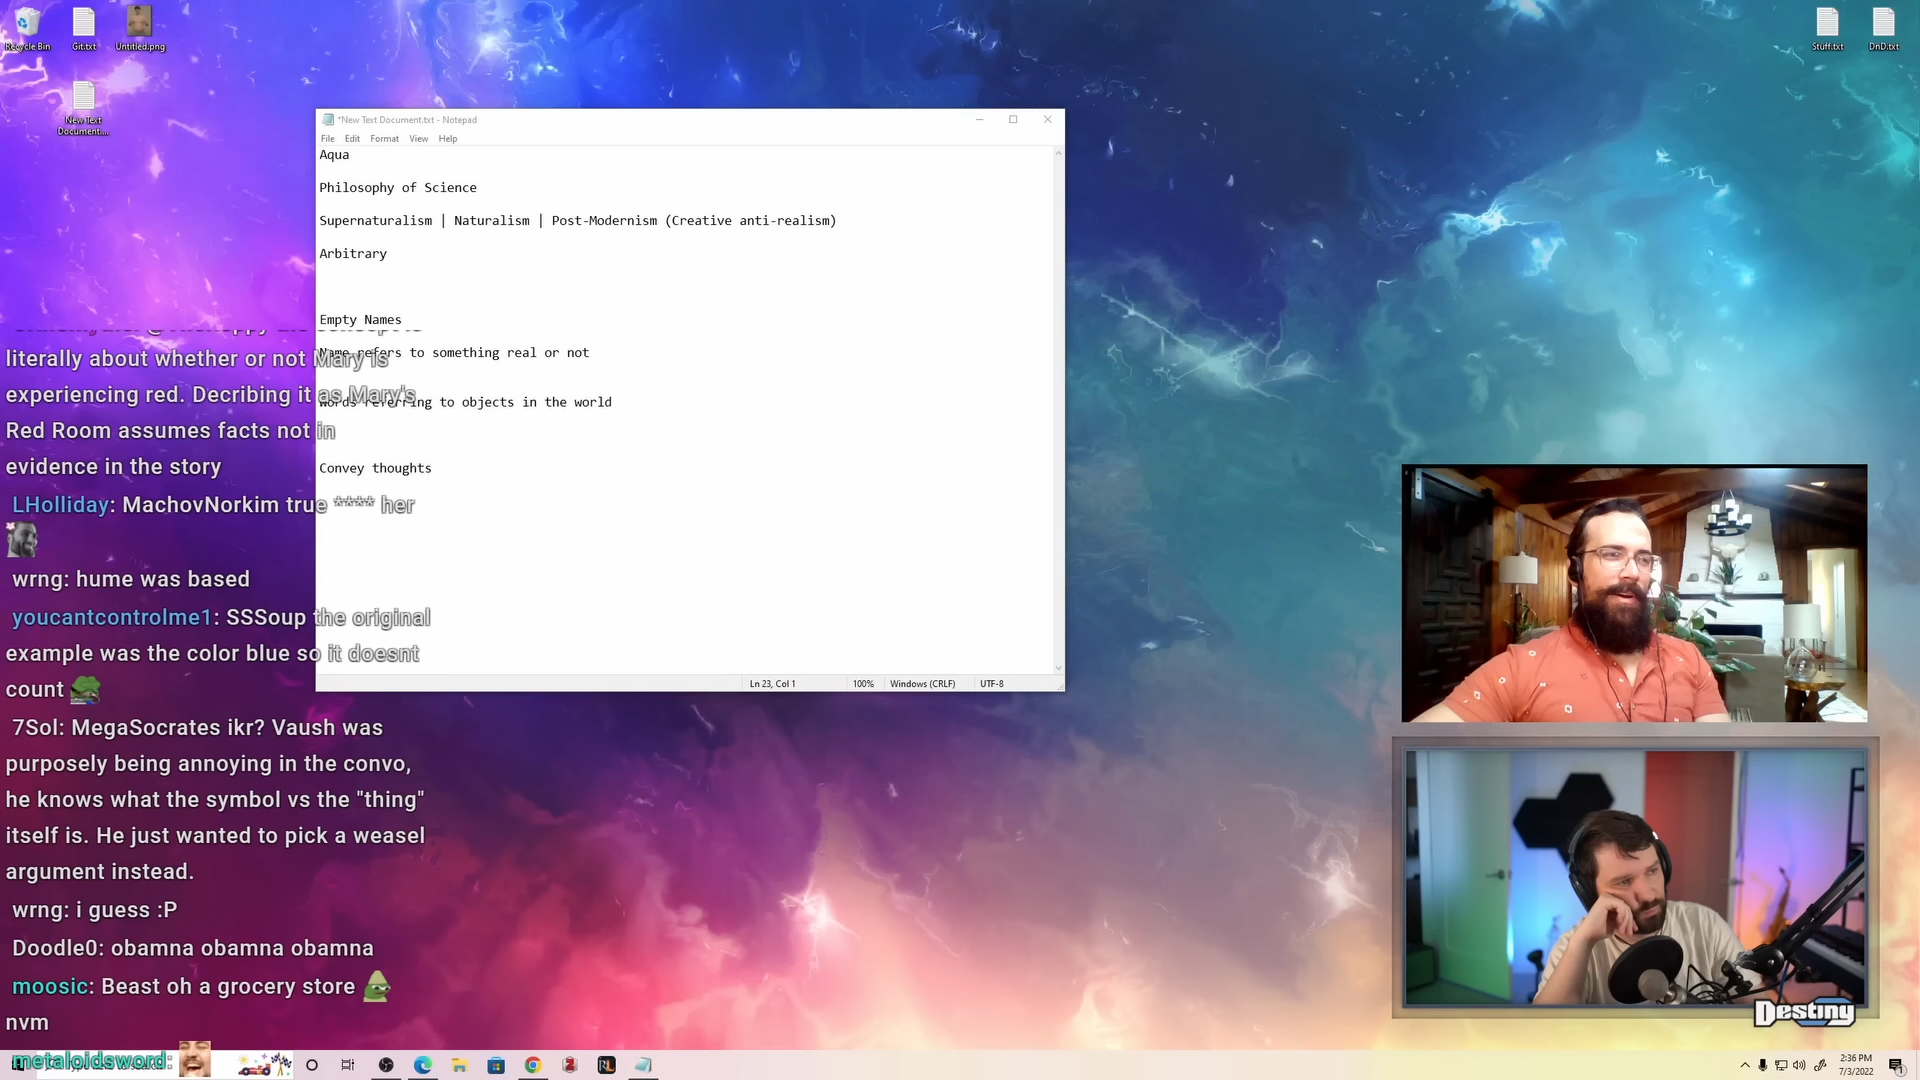 Recycle Bin
Git.txt
Untitled.png
New Text
Document....
Stuff.txt
DnD.txt
*New Text Document.txt - Notepad
File Edit Format View Help
Aqua
Philosophy of Science
Supernaturalism | Naturalism | Post-Modernism (Creative anti-realism)
Arbitrary
Empty Names
Name refers to something real or not
Words referring to objects in the world
Convey thoughts
Ln 23, Col 1
100%
Windows (CRLF)
UTF-8
literally about whether or not Mary is
experiencing red. Decribing it as Mary's
Red Room assumes facts not in
evidence in the story
LHolliday: MachovNorkim true **** her
wrng: hume was based
youcantcontrolme1: SSSoup the original
example was the color blue so it doesnt
count
7Sol: MegaSocrates ikr? Vaush was
purposely being annoying in the convo,
he knows what the symbol vs the "thing"
itself is. He just wanted to pick a weasel
argument instead.
wrng: i guess :P
Doodle0: obamna obamna obamna
moosic: Beast oh a grocery store
nvm
metaloidsword:
Destiny
2:36 PM
7/3/2022